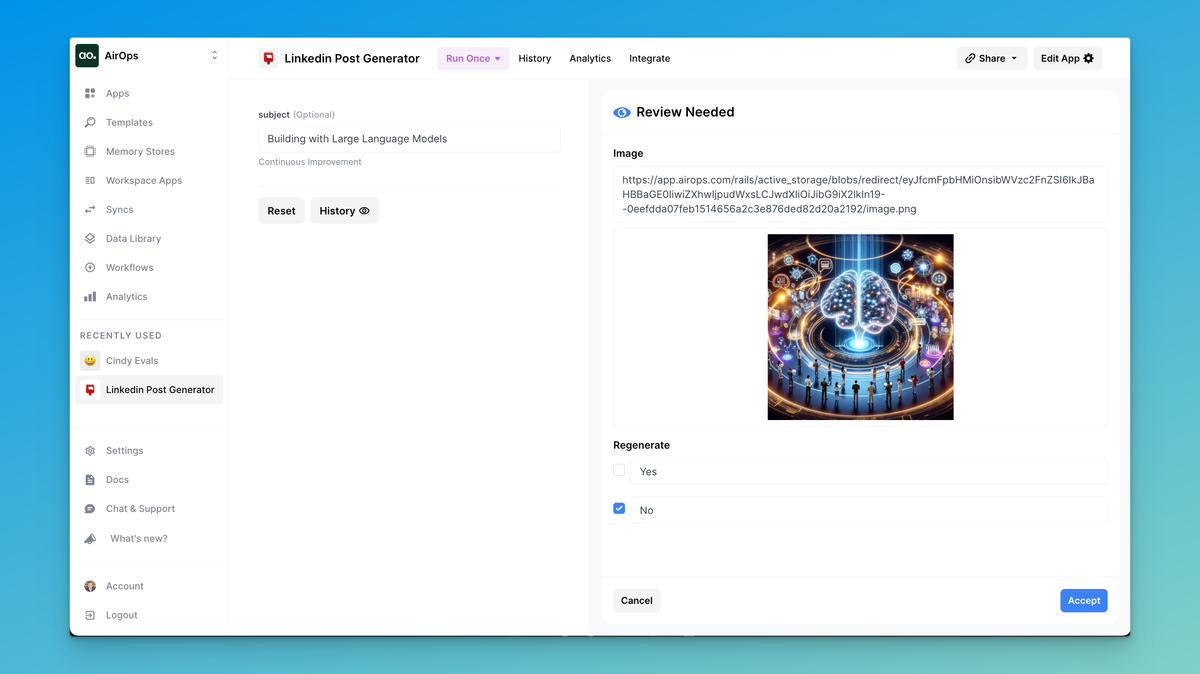 ao.
AirOps
Apps
Templates
Memory Stores
Workspace Apps
Syncs
Data Library
Workflows
Analytics
RECENTLY USED
Cindy Evals
Linkedin Post Generator
Settings
Docs
Chat & Support
What's new?
Account
Logout
Linkedin Post Generator
Run Once
History
Analytics
Integrate
Share
Edit App
subject (Optional)
Building with Large Language Models
Continuous Improvement
Reset
History
Review Needed
Image
https://app.airops.com/rails/active_storage/blobs/redirect/eyJfcmFpbHMiOnsibWVzc2FnZSI6IkJBa
HBBaGE0IiwiZXhwIjpudWxsLCJwdXIiOiJibG9iX2lkIn19-
-0eefdda07feb1514656a2c3e876ded82d20a2192/image.png
Regenerate
Yes
No
Cancel
Accept